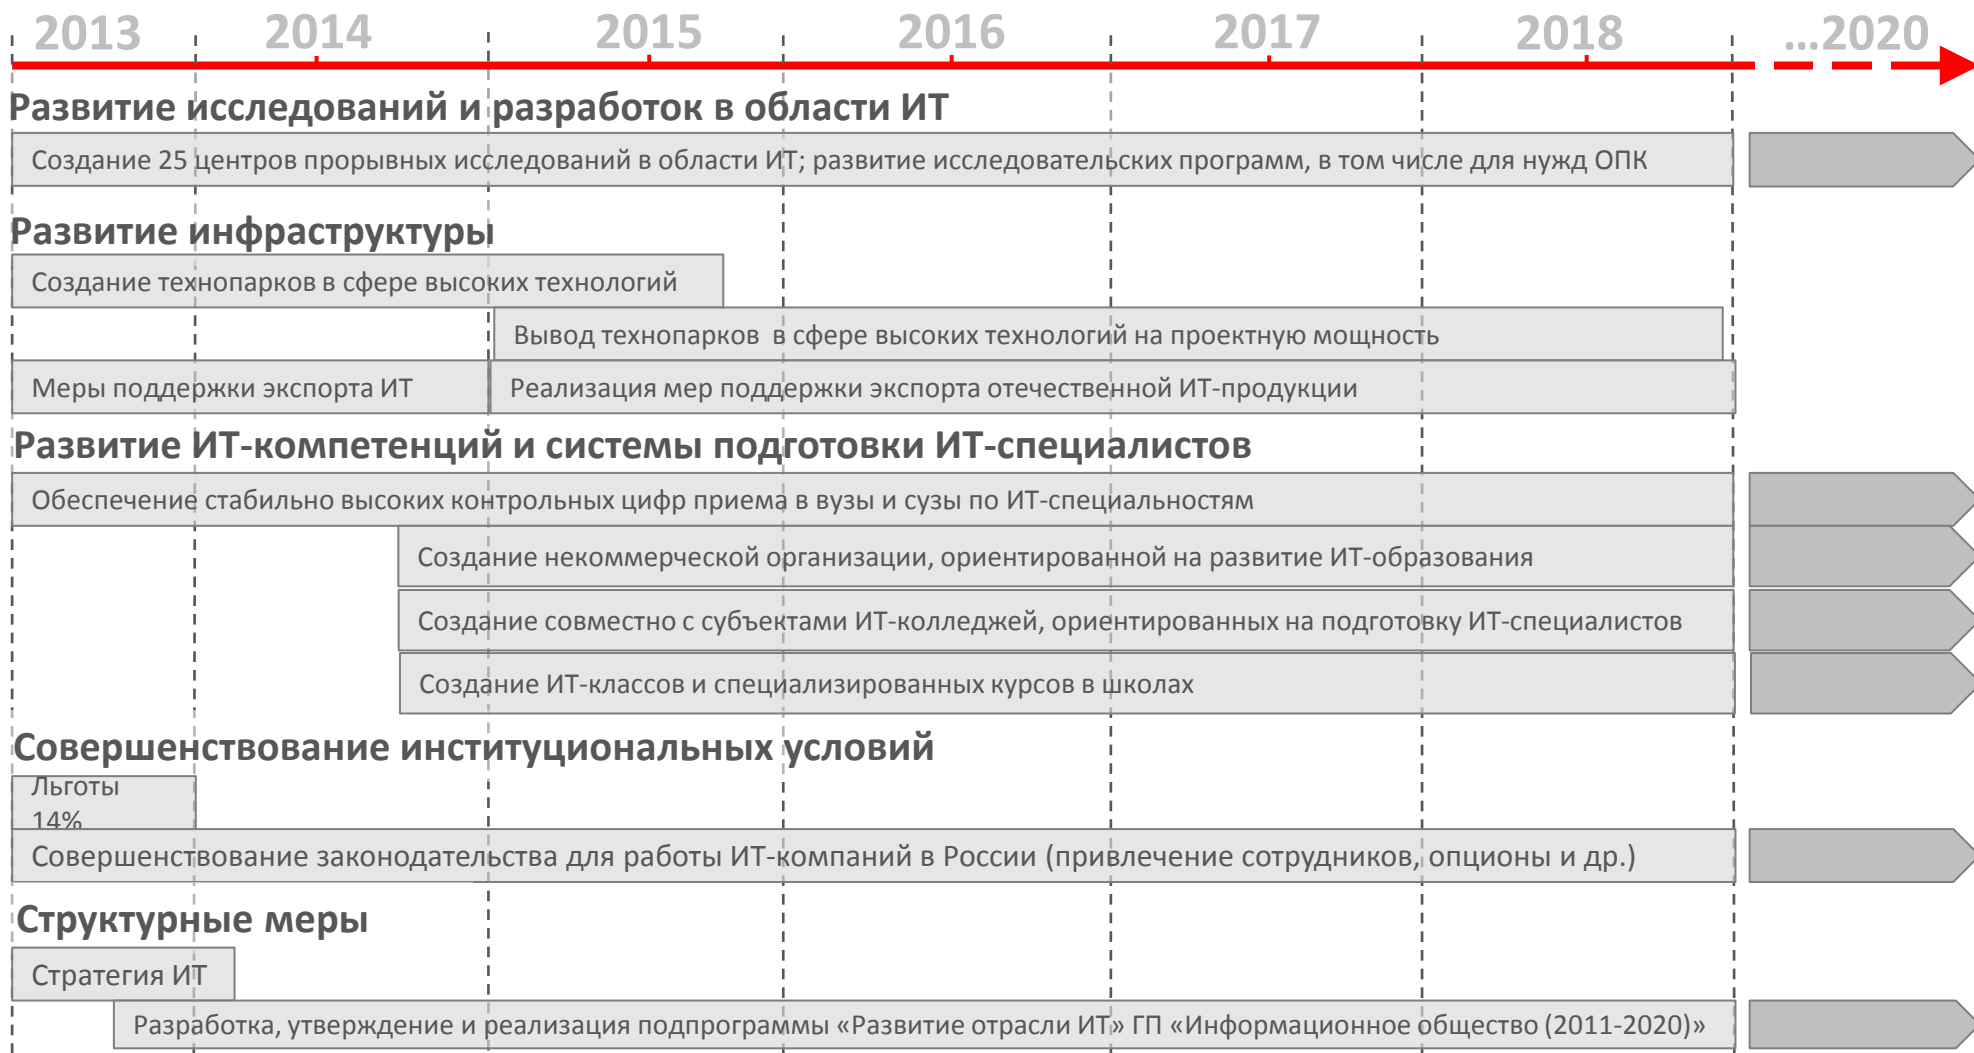 2013 2014 2015 2016 2017 2018 ...2020
Развитие исследований и разработок в области ИТ
Создание 25 центров прорывных исследований в области ИТ; развитие исследовательских программ, в том числе для нужд ОПК
Развитие инфраструктуры
Создание технопарков в сфере высоких технологий
Вывод технопарков в сфере высоких технологий на проектную мощность
Меры поддержки экспорта ИТ
Реализация мер поддержки экспорта отечественной ИТ-продукции
Развитие ИТ-компетенций и системы подготовки ИТ-специалистов
Обеспечение стабильно высоких контрольных цифр приема в вузы и сузы по ИТ-специальностям
Создание некоммерческой организации, ориентированной на развитие ИТ-образования
Создание совместно с субъектами ИТ-колледжей, ориентированных на подготовку ИТ-специалистов
Создание ИТ-классов и специализированных курсов в школах
Совершенствование институциональных условий
Льготы
14%
Совершенствование законодательства для работы ИТ-компаний в России (привлечение сотрудников, опционы и др.)
Структурные меры
Стратегия ИТ
Разработка, утверждение и реализация подпрограммы «Развитие отрасли ИТ» ГП «Информационное общество (2011-2020)»